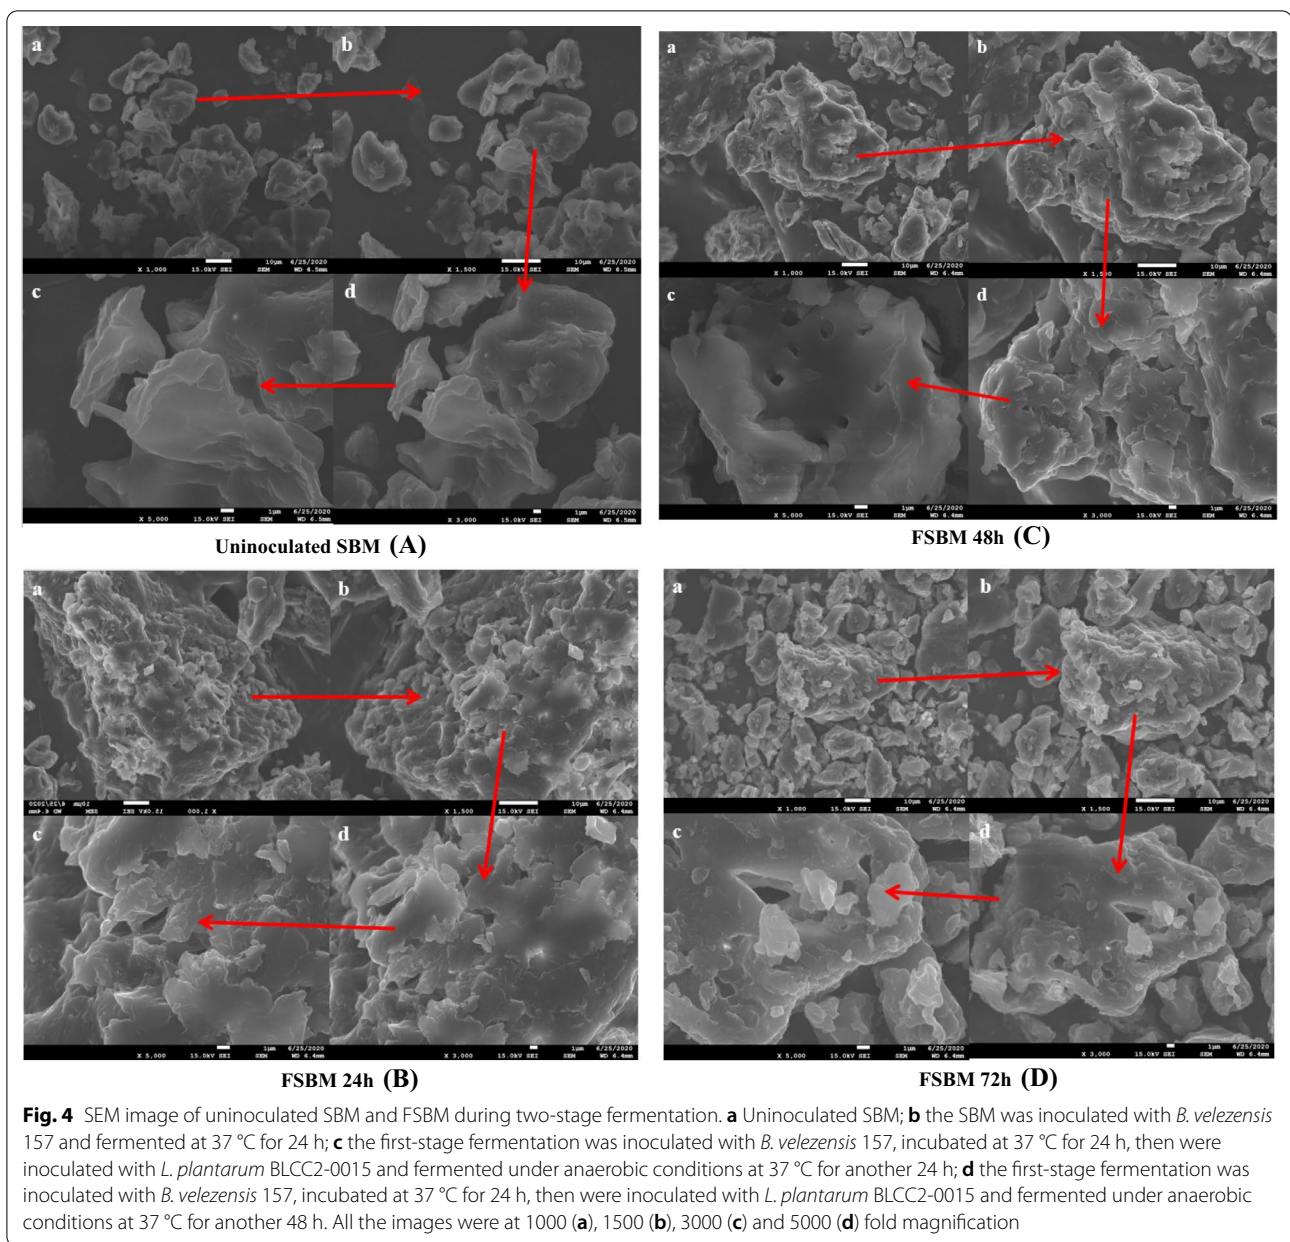 a
b
X 1,000 15.0kV SEI SEM WD 6.5mm
10μm 6/25/2020
X 1,500 15.0kV SEI SEM WD 6.5mm
10μm 6/25/2020
c
d
X 5,000 15.0kV SEI SEM WD 6.5mm
1μm 6/25/2020
X 3,000 15.0kV SEI SEM WD 6.5mm
1μm 6/25/2020
Uninoculated SBM (A)
a
b
X 1,000 15.0kV SEI SEM WD 6.4mm
10μm 6/25/2020
X 1,500 15.0kV SEI SEM WD 6.4mm
10μm 6/25/2020
c
d
X 5,000 15.0kV SEI SEM WD 6.4mm
1μm 6/25/2020
X 3,000 15.0kV SEI SEM WD 6.4mm
1μm 6/25/2020
FSBM 48h (C)
a
b
10μm 6/25/2020
X 1,000 15.0kV SEI SEM WD 6.4mm
10μm 6/25/2020
X 1,500 15.0kV SEI SEM WD 6.4mm
c
d
1μm 6/25/2020
X 5,000 15.0kV SEI SEM WD 6.4mm
1μm 6/25/2020
X 3,000 15.0kV SEI SEM WD 6.4mm
FSBM 24h (B)
a
b
10μm 6/25/2020
X 1,000 15.0kV SEI SEM WD 6.4mm
10μm 6/25/2020
X 1,500 15.0kV SEI SEM WD 6.4mm
c
d
1μm 6/25/2020
X 5,000 15.0kV SEI SEM WD 6.4mm
1μm 6/25/2020
X 3,000 15.0kV SEI SEM WD 6.4mm
FSBM 72h (D)
Fig. 4 SEM image of uninoculated SBM and FSBM during two-stage fermentation. a Uninoculated SBM; b the SBM was inoculated with B. velezensis
157 and fermented at 37 °C for 24 h; c the first-stage fermentation was inoculated with B. velezensis 157, incubated at 37 °C for 24 h, then were
inoculated with L. plantarum BLCC2-0015 and fermented under anaerobic conditions at 37 °C for another 24 h; d the first-stage fermentation was
inoculated with B. velezensis 157, incubated at 37 °C for 24 h, then were inoculated with L. plantarum BLCC2-0015 and fermented under anaerobic
conditions at 37 °C for another 48 h. All the images were at 1000 (a), 1500 (b), 3000 (c) and 5000 (d) fold magnification